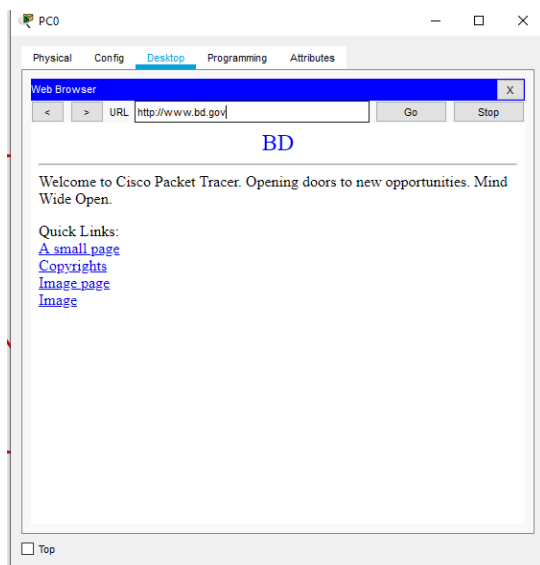 PC0
Physical Config Desktop Programming Attributes
Web Browser X
< > URL http://www.bd.gov Go Stop
BD
Welcome to Cisco Packet Tracer. Opening doors to new opportunities. Mind
Wide Open.
Quick Links:
A small page
Copyrights
Image page
Image
Top